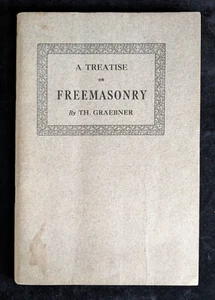 A TREATISE
ON
FREEMASONRY
By TH. GRAEBNER